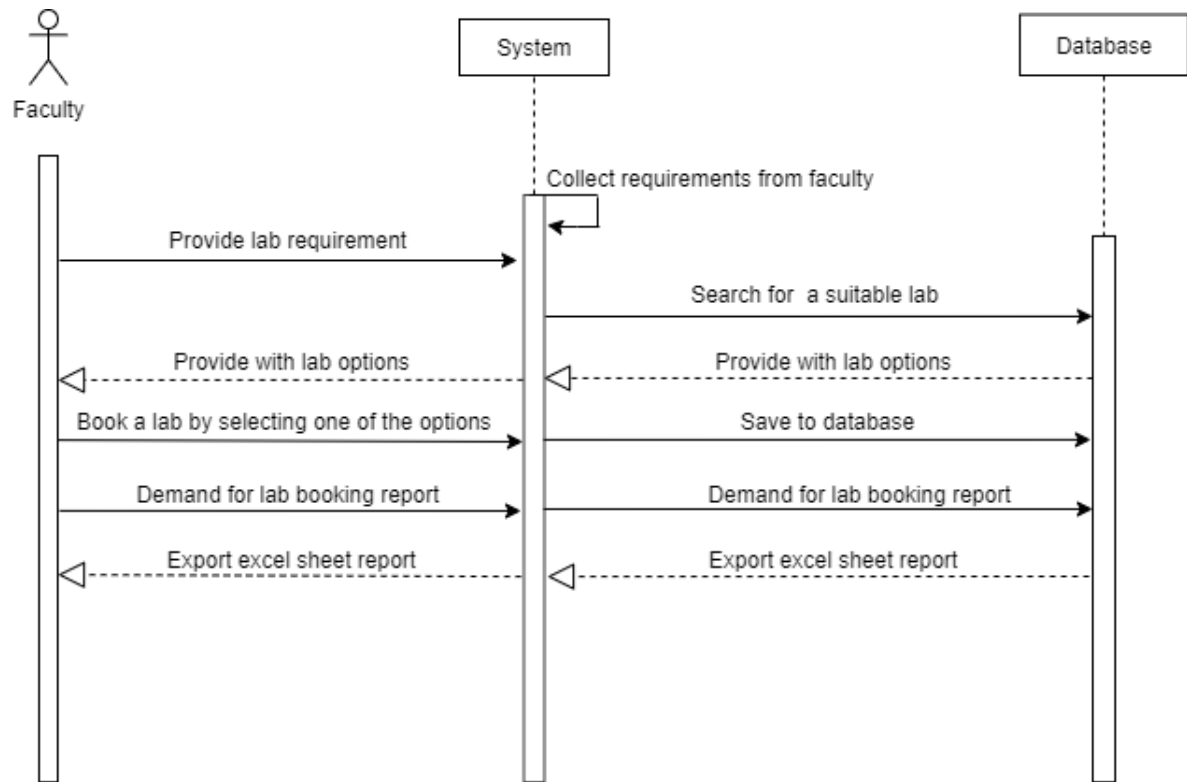 System
Database
Faculty
Collect requirements from faculty
Provide lab requirement
Search for a suitable lab
Provide with lab options
Provide with lab options
Book a lab by selecting one of the options
Save to database
Demand for lab booking report
Demand for lab booking report
Export excel sheet report
Export excel sheet report